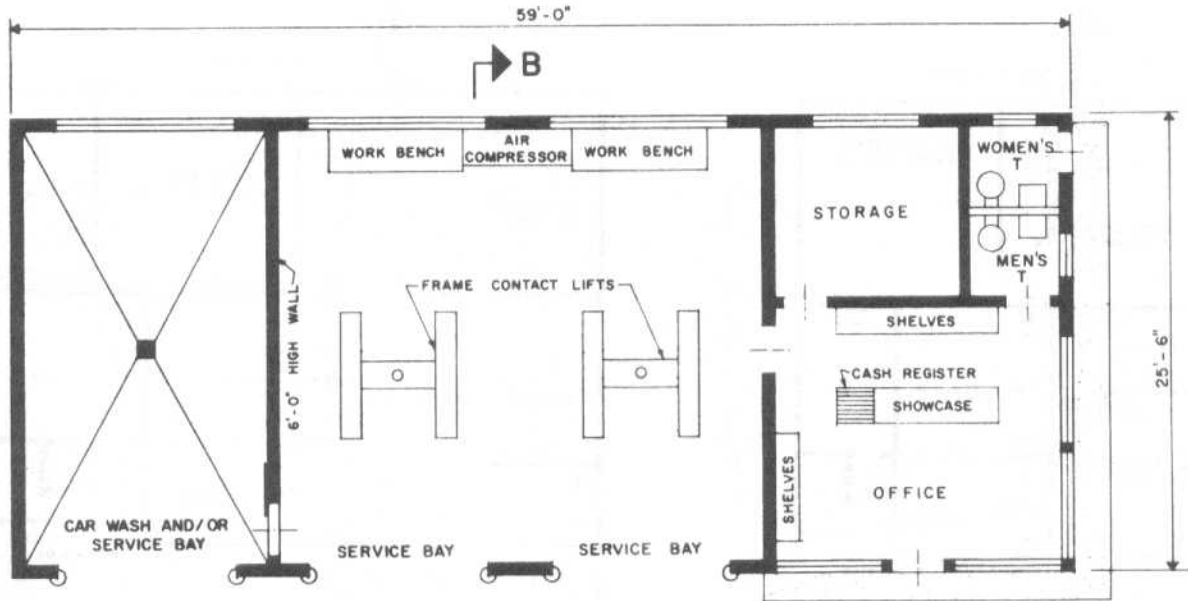 59'-0"
B
WORK BENCH
AIR
COMPRESSOR
WORK BENCH
WOMEN'S
T
STORAGE
MEN'S
T
FRAME CONTACT LIFTS
SHELVES
6'-0" HIGH WALL
25'-6"
CASH REGISTER
SHOWCASE
SHELVES
OFFICE
CAR WASH AND/OR
SERVICE BAY
SERVICE BAY
SERVICE BAY